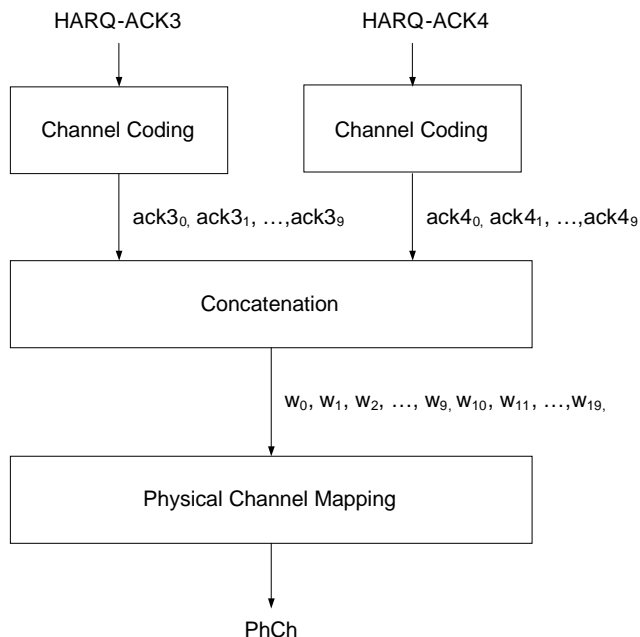 HARQ-ACK3
HARQ-ACK4
Channel Coding
Channel Coding
ack3₀, ack3₁, …,ack3₉
ack4₀, ack4₁, …,ack4₉
Concatenation
w₀, w₁, w₂, …, w₉, w₁₀, w₁₁, …,w₁₉,
Physical Channel Mapping
PhCh